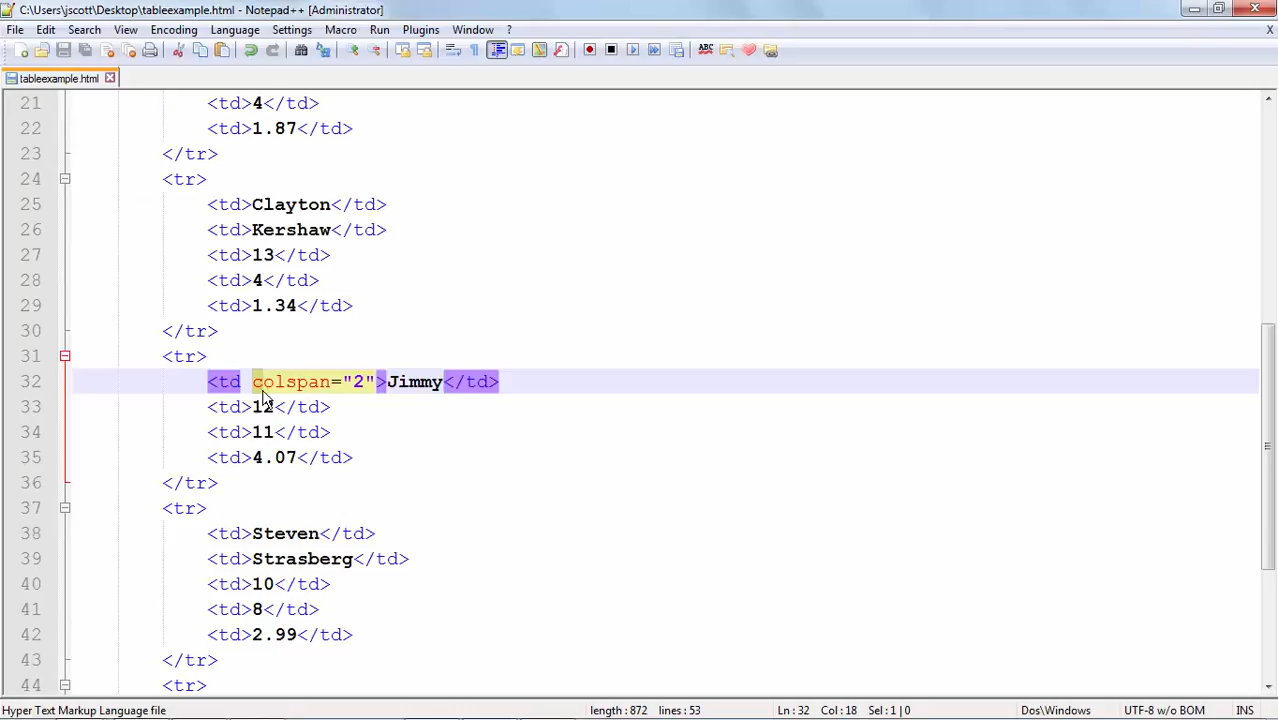 C:\Users\jscott\Desktop\tableexample.html - Notepad++ [Administrator]
File Edit Search View Encoding Language Settings Macro Run Plugins Window ? X
tableexample.html
21 <td>4</td>
22 <td>1.87</td>
23 </tr>
24 <tr>
25 <td>Clayton</td>
26 <td>Kershaw</td>
27 <td>13</td>
28 <td>4</td>
29 <td>1.34</td>
30 </tr>
31 <tr>
32 <td colspan="2">Jimmy</td>
33 <td>12</td>
34 <td>11</td>
35 <td>4.07</td>
36 </tr>
37 <tr>
38 <td>Steven</td>
39 <td>Strasberg</td>
40 <td>10</td>
41 <td>8</td>
42 <td>2.99</td>
43 </tr>
44 <tr>
Hyper Text Markup Language file length : 872 lines : 53 Ln : 32 Col : 18 Sel : 1 | 0 Dos\Windows UTF-8 w/o BOM INS